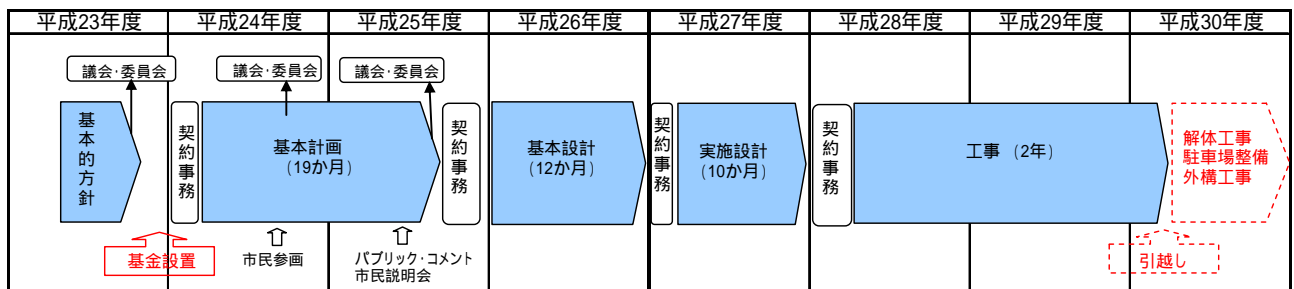 平成23年度
平成24年度
平成25年度
平成26年度
平成27年度
平成28年度
平成29年度
平成30年度
議会・委員会
議会・委員会
議会・委員会
基本的方針
契約事務
基本計画
(19か月)
契約事務
基本設計
(12か月)
契約事務
実施設計
(10か月)
契約事務
工事 (2年)
解体工事
駐車場整備
外構工事
基金設置
市民参画
パブリック・コメント
市民説明会
引越し